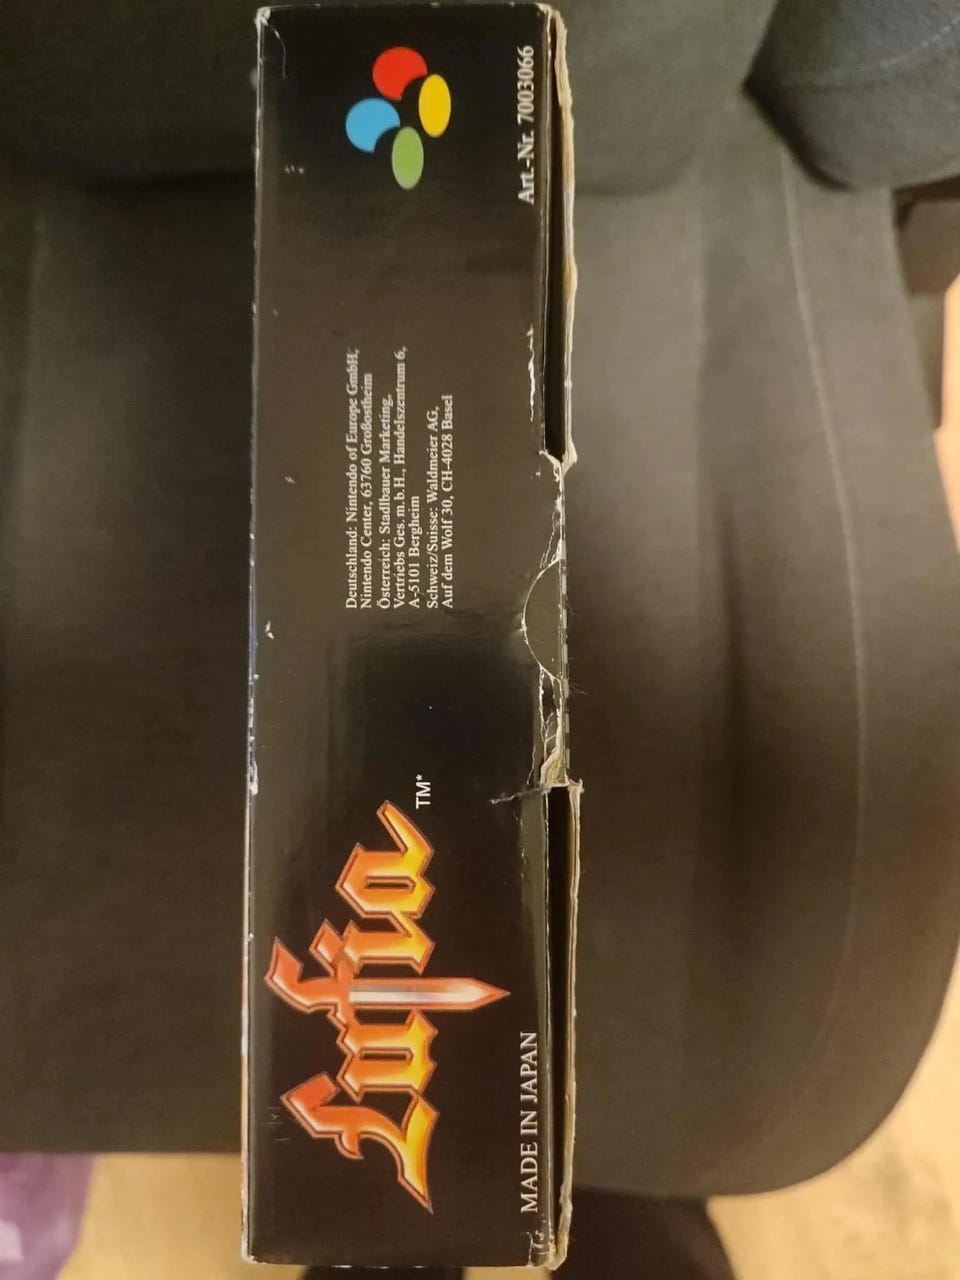 Lufia TM*
MADE IN JAPAN
Deutschland: Nintendo of Europe GmbH,
Nintendo Center, 63760 Großostheim
Österreich: Stadlbauer Marketing,
Vertriebs Ges. m. b. H., Handelszentrum 6,
A-5101 Bergheim
Schweiz/Suisse: Waldmeier AG,
Auf dem Wolf 30, CH-4028 Basel
Art.-Nr. 7003066